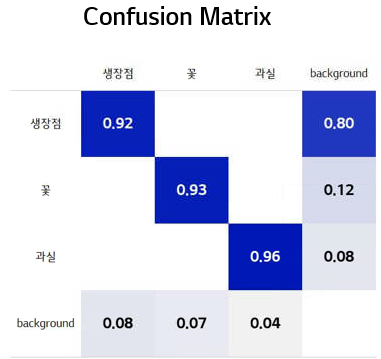 Confusion Matrix
생장점 꽃 과실 background
생장점 0.92 0.80
꽃 0.93 0.12
과실 0.96 0.08
background 0.08 0.07 0.04